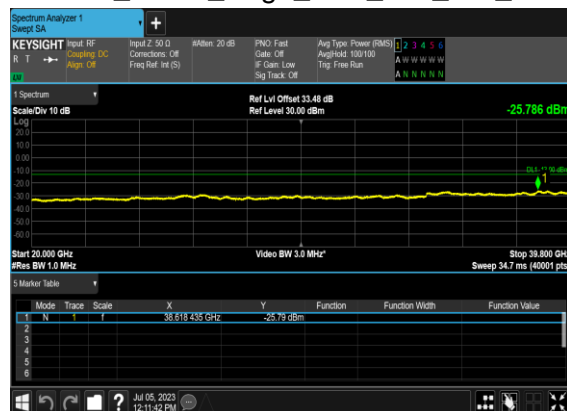 Spectrum Analyzer 1
Swept SA
+
KEYSIGHT Input: RF Input Z: 50 Ω #Atten: 20 dB PNO: Fast Avg Type: Power (RMS) 1 2 3 4 5 6
R T Coupling: DC Corrections: Off Gate: Off Avg|Hold: 100/100 A W W W W W
Align: Off Freq Ref: Int (S) IF Gain: Low Trig: Free Run
Sig Track: Off A N N N N N
1 Spectrum
Ref Lvl Offset 33.48 dB
Scale/Div 10 dB Ref Level 30.00 dBm -25.786 dBm
Log
20.0
10.0
0.00
-10.0
DL1 -13.00 dBm
-20.0
1
-30.0
-40.0
-50.0
-60.0
Start 20.000 GHz Video BW 3.0 MHz* Stop 39.800 GHz
#Res BW 1.0 MHz Sweep 34.7 ms (40001 pts)
5 Marker Table
Mode Trace Scale X Y Function Function Width Function Value
1 N 1 f 38.618 435 GHz -25.79 dBm
2
3
4
5
6
? Jul 05, 2023
12:11:42 PM